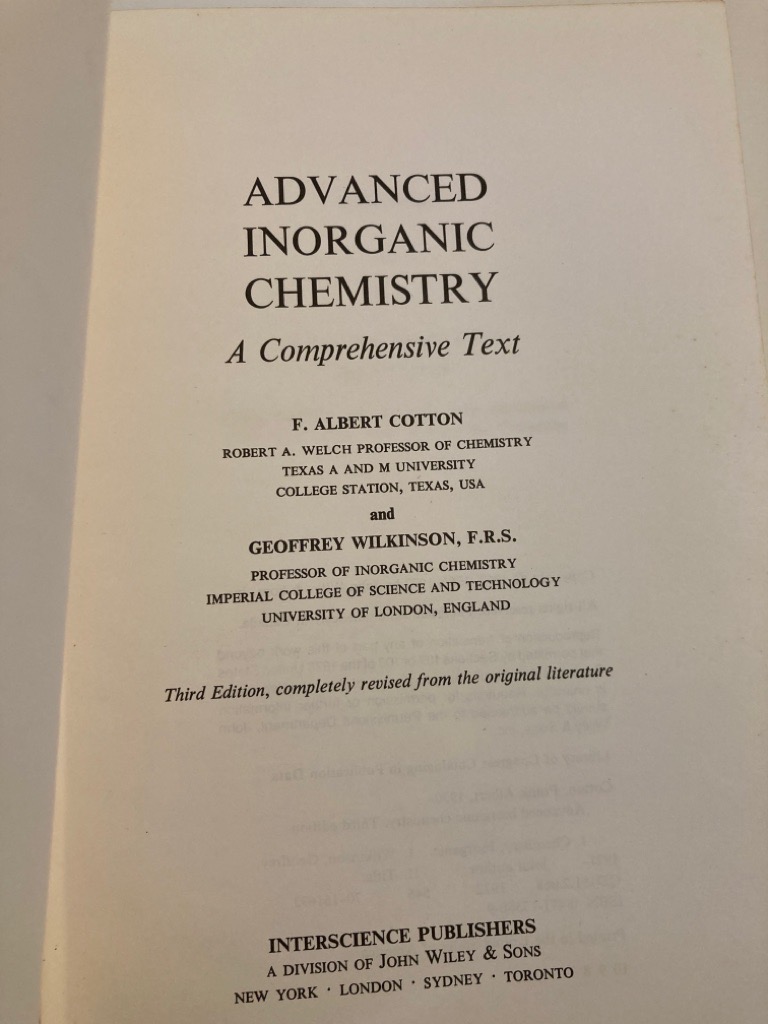 ADVANCED
INORGANIC
CHEMISTRY
A Comprehensive Text
F. ALBERT COTTON
ROBERT A. WELCH PROFESSOR OF CHEMISTRY
TEXAS A AND M UNIVERSITY
COLLEGE STATION, TEXAS, USA
and
GEOFFREY WILKINSON, F.R.S.
PROFESSOR OF INORGANIC CHEMISTRY
IMPERIAL COLLEGE OF SCIENCE AND TECHNOLOGY
UNIVERSITY OF LONDON, ENGLAND
Third Edition, completely revised from the original literature
INTERSCIENCE PUBLISHERS
A DIVISION OF JOHN WILEY & SONS
NEW YORK · LONDON · SYDNEY · TORONTO